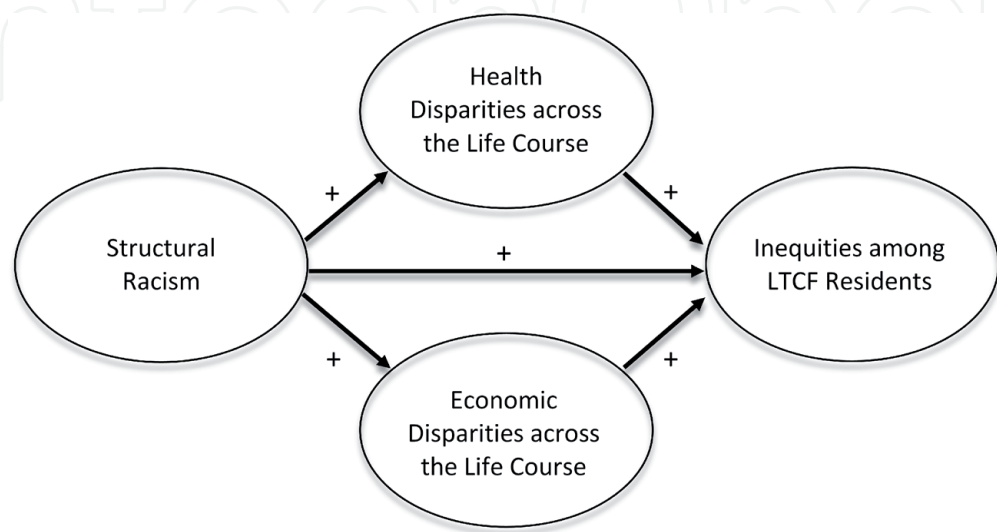 Health
Disparities across
the Life Course
+
+
Structural
Racism
+
Inequities among
LTCF Residents
+
+
Economic
Disparities across
the Life Course